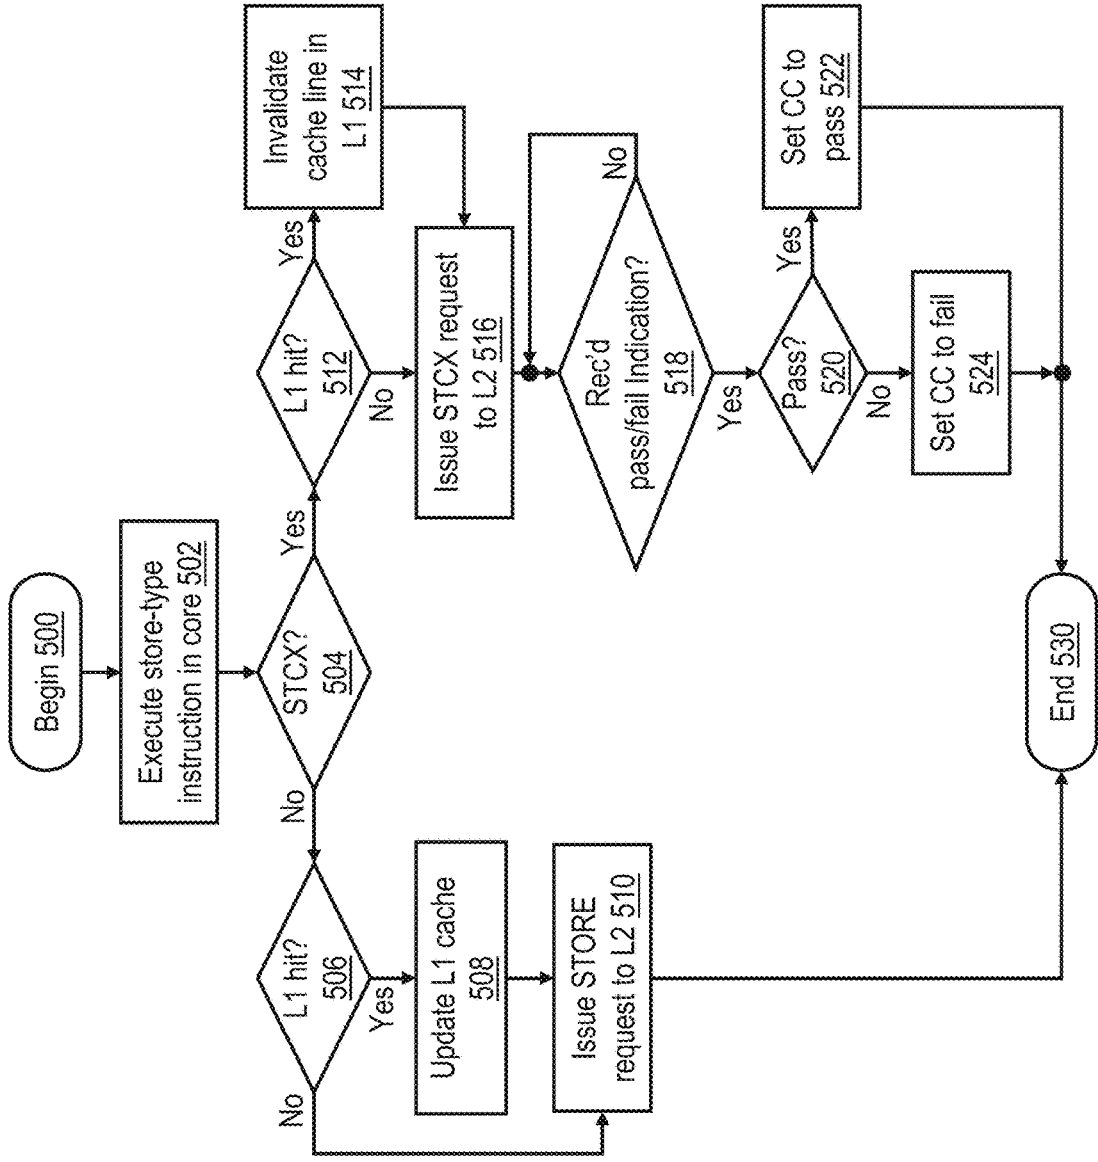 Begin 500
Execute store-type
instruction in core 502
STCX?
504
No
Yes
L1 hit?
506
No
Yes
Update L1 cache
508
Issue STORE
request to L2 510
L1 hit?
512
Yes
No
Invalidate
cache line in
L1 514
Issue STCX request
to L2 516
Rec'd
pass/fail Indication?
518
No
Yes
Pass?
520
Yes
No
Set CC to
pass 522
Set CC to fail
524
End 530